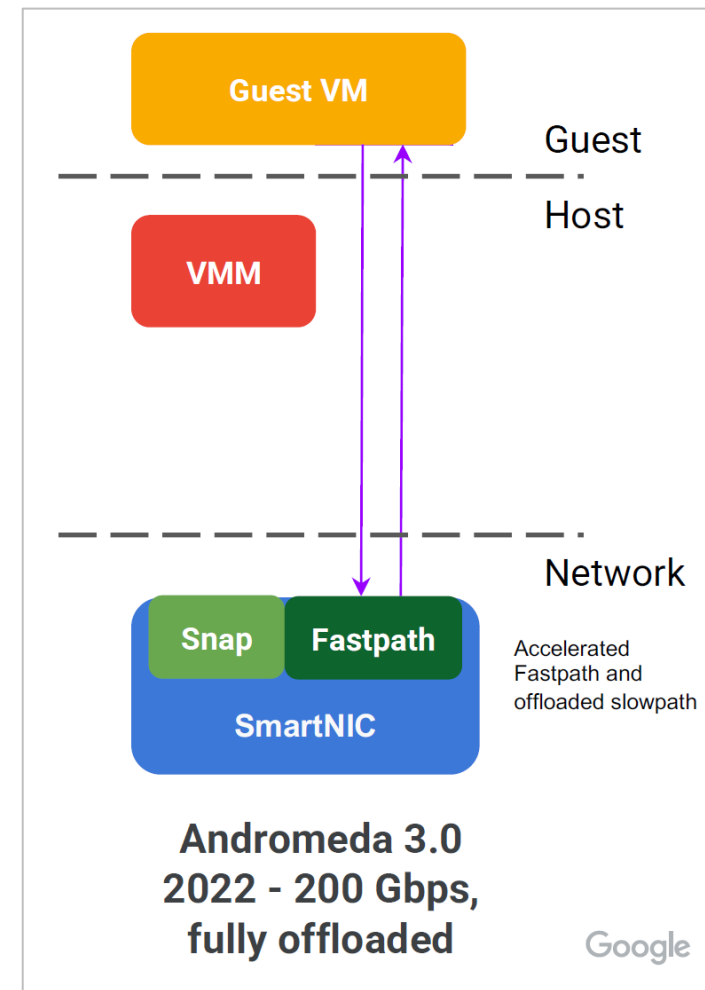 Guest VM
Guest
Host
VMM
Network
Snap
Fastpath
Accelerated
Fastpath and
offloaded slowpath
SmartNIC
Andromeda 3.0
2022 - 200 Gbps,
fully offloaded
Google